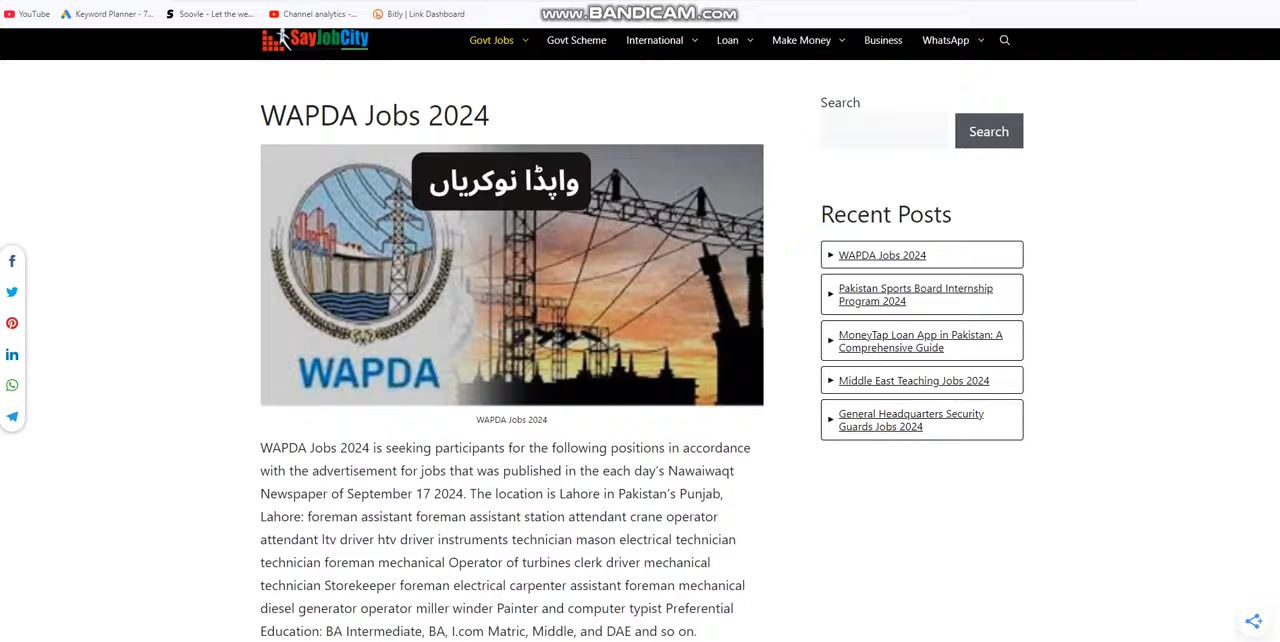 YouTube
Keyword Planner - 7...
Soovle - Let the we...
Channel analytics -...
Bitly | Link Dashboard
www.BANDICAM.com
SayJobCity
Govt Jobs
Govt Scheme
International
Loan
Make Money
Business
WhatsApp
WAPDA Jobs 2024
واپڈا نوکریاں
WAPDA
WAPDA Jobs 2024
WAPDA Jobs 2024 is seeking participants for the following positions in accordance
with the advertisement for jobs that was published in the each day's Nawaiwaqt
Newspaper of September 17 2024. The location is Lahore in Pakistan's Punjab,
Lahore: foreman assistant foreman assistant station attendant crane operator
attendant ltv driver htv driver instruments technician mason electrical technician
technician foreman mechanical Operator of turbines clerk driver mechanical
technician Storekeeper foreman electrical carpenter assistant foreman mechanical
diesel generator operator miller winder Painter and computer typist Preferential
Education: BA Intermediate, BA, I.com Matric, Middle, and DAE and so on.
Search
Search
Recent Posts
WAPDA Jobs 2024
Pakistan Sports Board Internship
Program 2024
MoneyTap Loan App in Pakistan: A
Comprehensive Guide
Middle East Teaching Jobs 2024
General Headquarters Security
Guards Jobs 2024